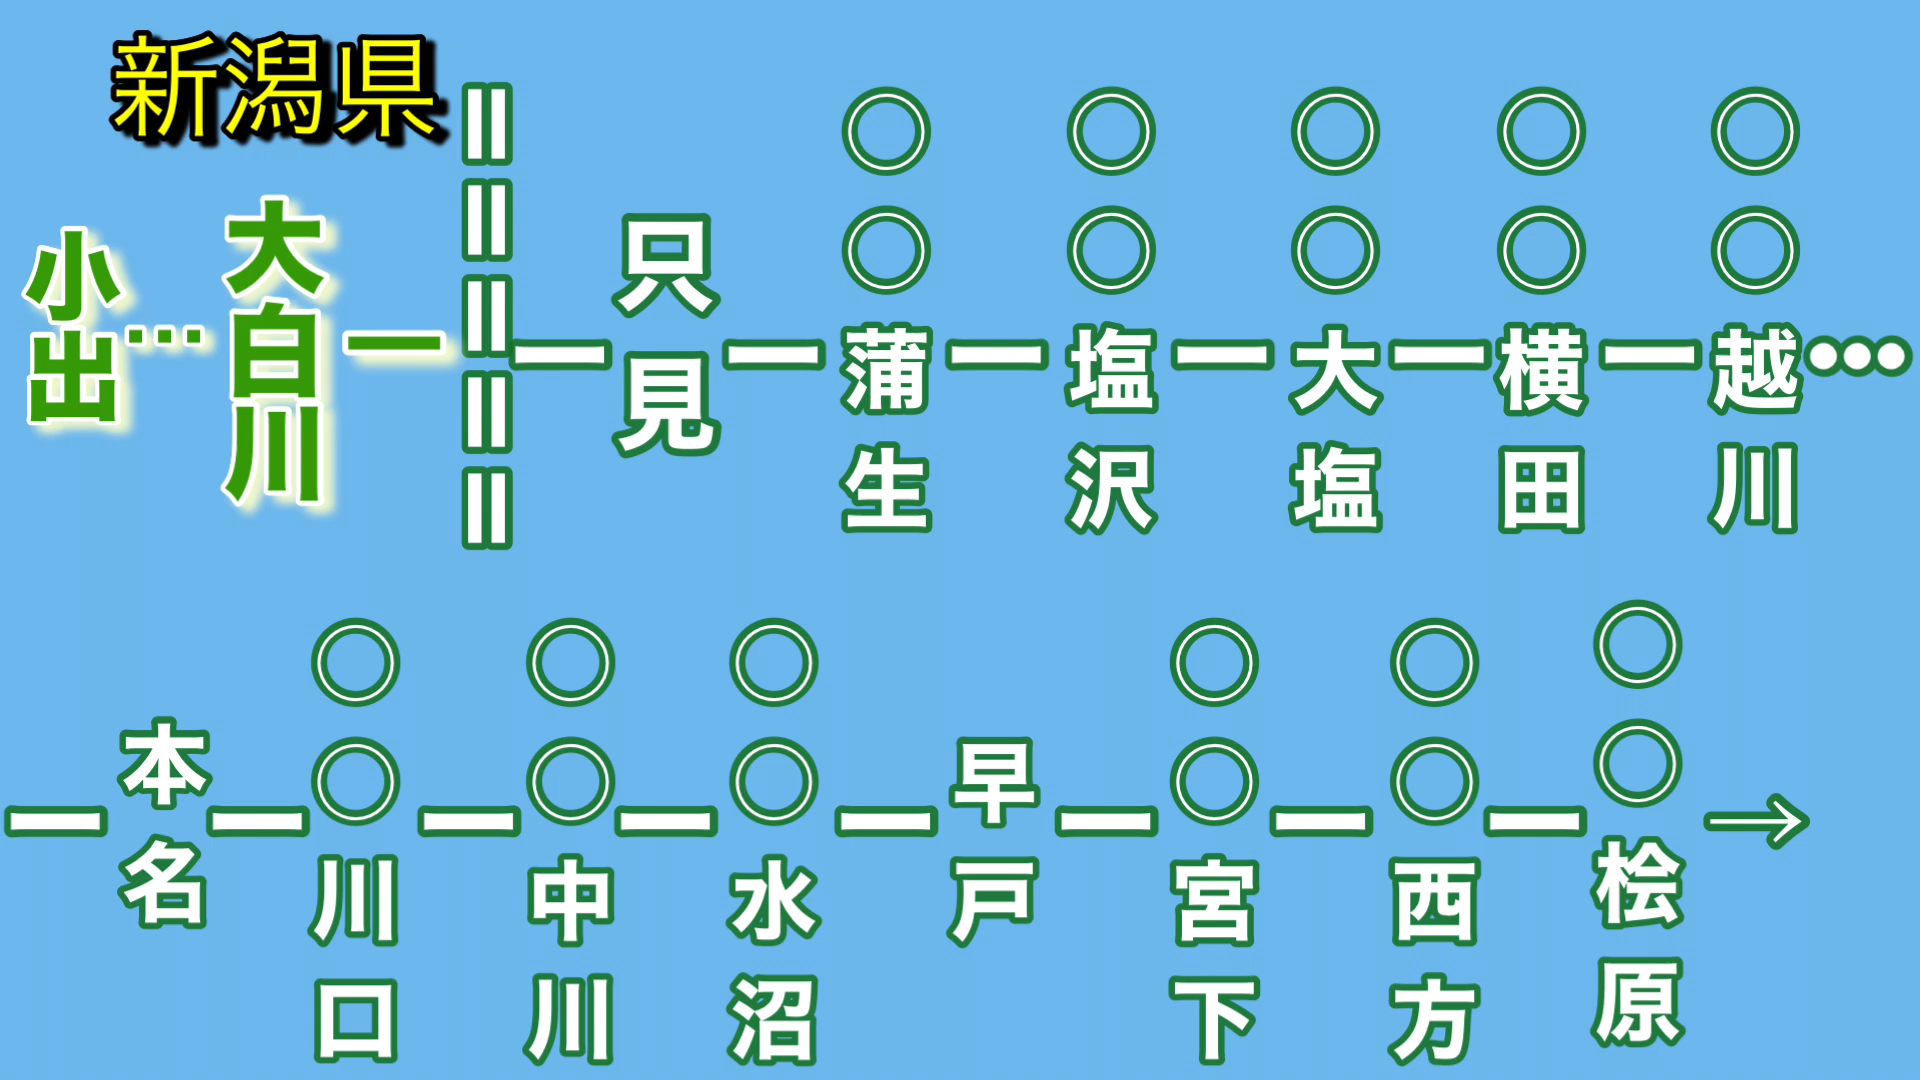 新潟県
小出…大白川ー||ー只見ー◯◯蒲生ー◯◯塩沢ー◯◯大塩ー◯◯横田ー◯◯越川…
ー本名ー◯◯川口ー◯◯中川ー◯◯水沼ー早戸ー◯◯宮下ー◯◯西方ー◯◯桧原→